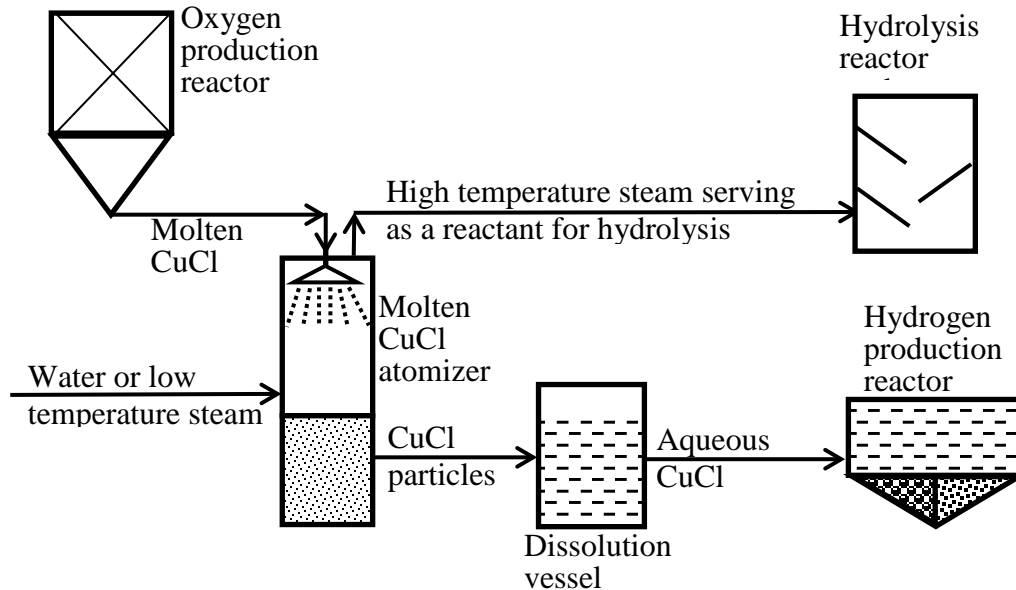 Oxygen
production
reactor
Hydrolysis
reactor
High temperature steam serving
as a reactant for hydrolysis
Molten
CuCl
Molten
CuCl
atomizer
Hydrogen
production
reactor
Water or low
temperature steam
CuCl
particles
Aqueous
CuCl
Dissolution
vessel